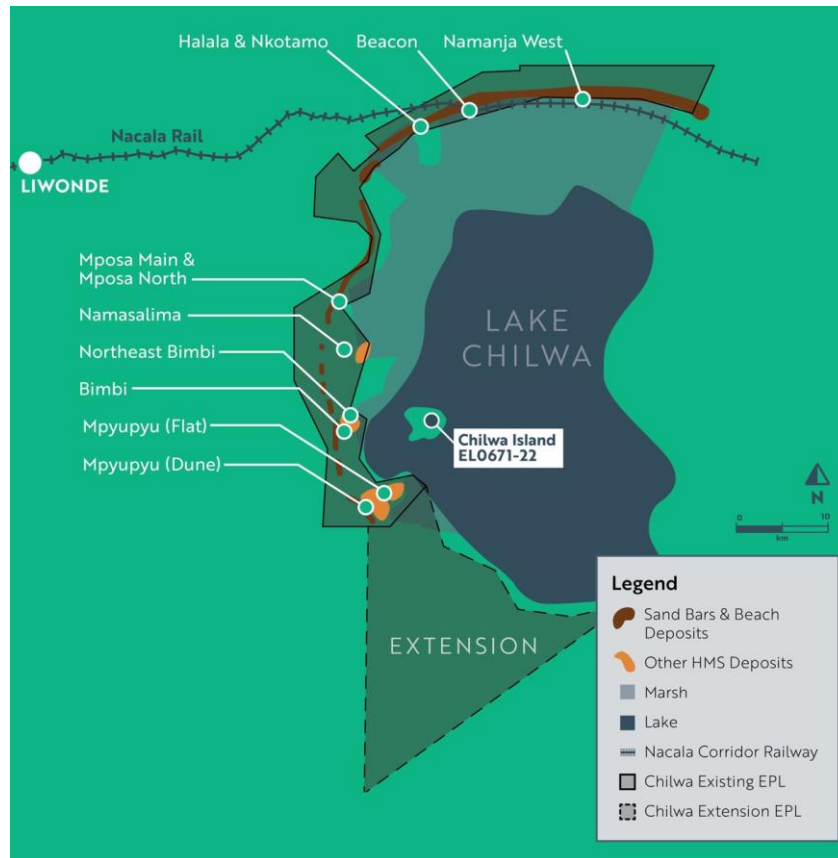 Halala & Nkotamo
Beacon
Namanja West
Nacala Rail
LIWONDE
Mposa Main &
Mposa North
Namasalima
Northeast Bimbi
Bimbi
Mpyupyu (Flat)
Mpyupyu (Dune)
LAKE
CHILWA
Chilwa Island
EL0671-22
EXTENSION
N
0 10
km
Legend
Sand Bars & Beach
Deposits
Other HMS Deposits
Marsh
Lake
Nacala Corridor Railway
Chilwa Existing EPL
Chilwa Extension EPL